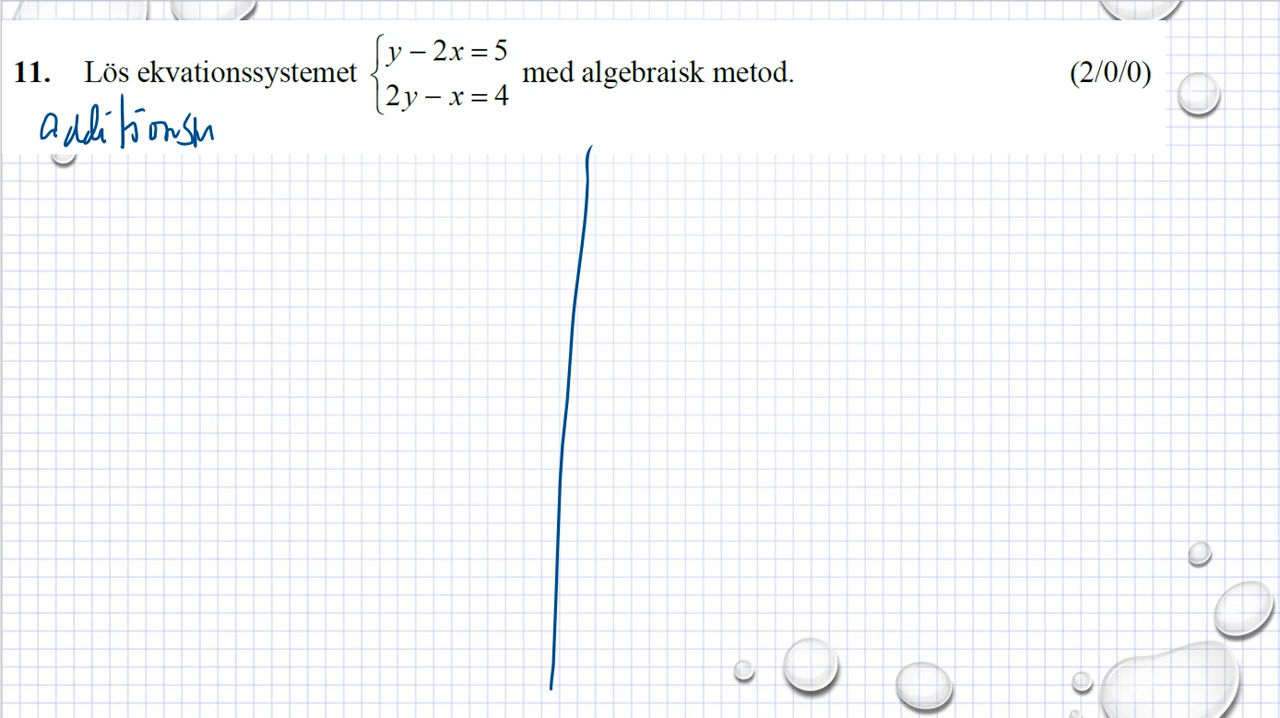 11. Lös ekvationssystemet {y − 2x = 5 med algebraisk metod. (2/0/0)
2y − x = 4
additionsm